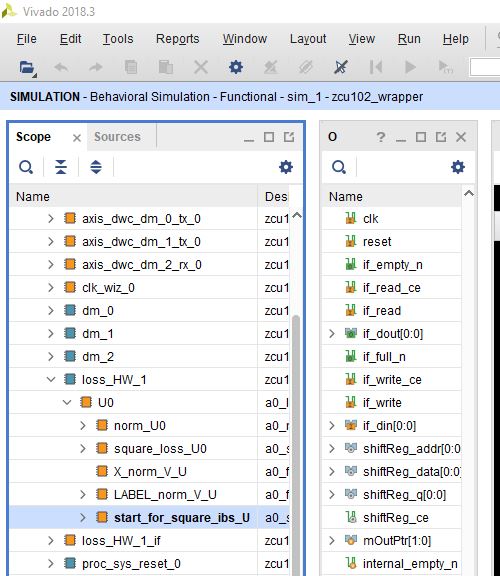 Vivado 2018.3
File Edit Tools Reports Window Layout View Run Help
SIMULATION - Behavioral Simulation - Functional - sim_1 - zcu102_wrapper
Scope Sources
Name Desi
axis_dwc_dm_0_tx_0 zcu1
axis_dwc_dm_1_tx_0 zcu1
axis_dwc_dm_2_rx_0 zcu1
clk_wiz_0 zcu1
dm_0 zcu1
dm_1 zcu1
dm_2 zcu1
loss_HW_1 zcu1
U0 a0_l
norm_U0 a0_r
square_loss_U0 a0_s
X_norm_V_U a0_f
LABEL_norm_V_U a0_f
start_for_square_ibs_U a0_s
loss_HW_1_if zcu1
proc_sys_reset_0 zcu1
O ?
Name
clk
reset
if_empty_n
if_read_ce
if_read
if_dout[0:0]
if_full_n
if_write_ce
if_write
if_din[0:0]
shiftReg_addr[0:0
shiftReg_data[0:0
shiftReg_q[0:0]
shiftReg_ce
mOutPtr[1:0]
internal_empty_n